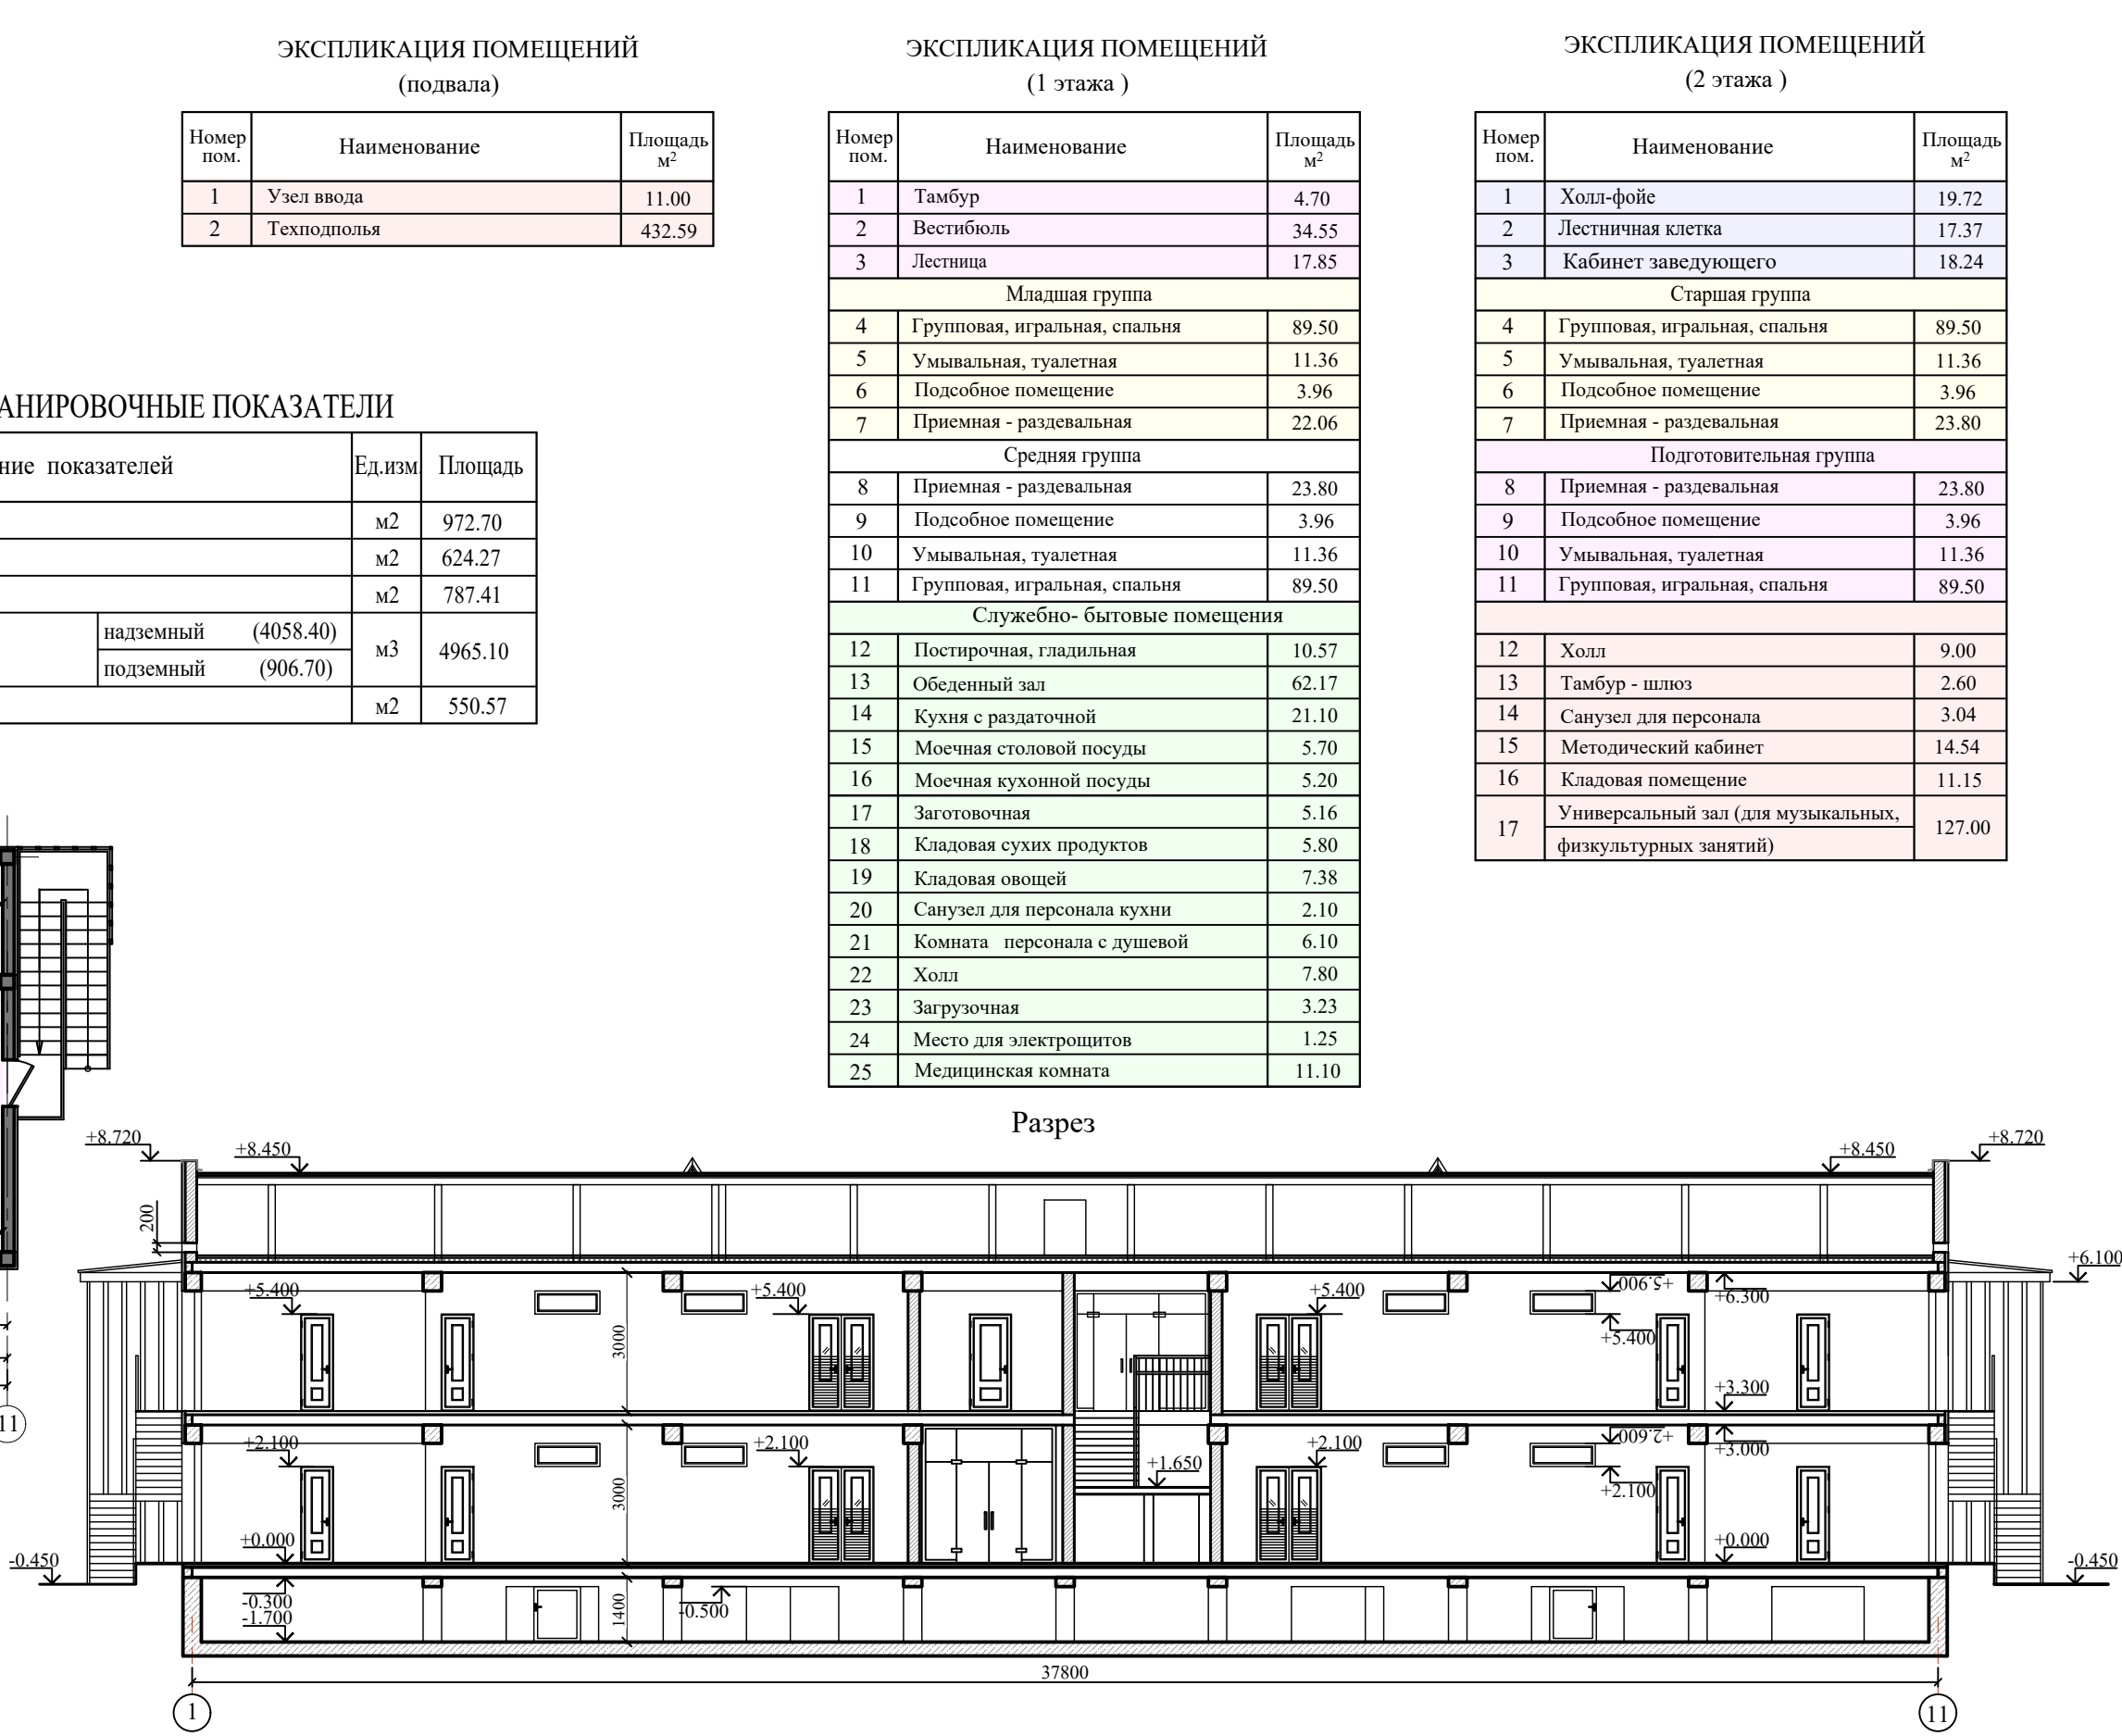 ЭКСПЛИКАЦИЯ ПОМЕЩЕНИЙ
(подвала)
Номер пом. Наименование Площадь м²
1 Узел ввода 11.00
2 Техподполья 432.59
АНИРОВОЧНЫЕ ПОКАЗАТЕЛИ
ние показателей Ед.изм. Площадь
м2 972.70
м2 624.27
м2 787.41
надземный (4058.40) м3 4965.10
подземный (906.70)
м2 550.57
ЭКСПЛИКАЦИЯ ПОМЕЩЕНИЙ
(1 этажа )
Номер пом. Наименование Площадь м²
1 Тамбур 4.70
2 Вестибюль 34.55
3 Лестница 17.85
Младшая группа
4 Групповая, игральная, спальня 89.50
5 Умывальная, туалетная 11.36
6 Подсобное помещение 3.96
7 Приемная - раздевальная 22.06
Средняя группа
8 Приемная - раздевальная 23.80
9 Подсобное помещение 3.96
10 Умывальная, туалетная 11.36
11 Групповая, игральная, спальня 89.50
Служебно- бытовые помещения
12 Постирочная, гладильная 10.57
13 Обеденный зал 62.17
14 Кухня с раздаточной 21.10
15 Моечная столовой посуды 5.70
16 Моечная кухонной посуды 5.20
17 Заготовочная 5.16
18 Кладовая сухих продуктов 5.80
19 Кладовая овощей 7.38
20 Санузел для персонала кухни 2.10
21 Комната персонала с душевой 6.10
22 Холл 7.80
23 Загрузочная 3.23
24 Место для электрощитов 1.25
25 Медицинская комната 11.10
ЭКСПЛИКАЦИЯ ПОМЕЩЕНИЙ
(2 этажа )
Номер пом. Наименование Площадь м²
1 Холл-фойе 19.72
2 Лестничная клетка 17.37
3 Кабинет заведующего 18.24
Старшая группа
4 Групповая, игральная, спальня 89.50
5 Умывальная, туалетная 11.36
6 Подсобное помещение 3.96
7 Приемная - раздевальная 23.80
Подготовительная группа
8 Приемная - раздевальная 23.80
9 Подсобное помещение 3.96
10 Умывальная, туалетная 11.36
11 Групповая, игральная, спальня 89.50
12 Холл 9.00
13 Тамбур - шлюз 2.60
14 Санузел для персонала 3.04
15 Методический кабинет 14.54
16 Кладовая помещение 11.15
17 Универсальный зал (для музыкальных, 127.00
физкультурных занятий)
Разрез
+8.720 +8.450 +8.450 +8.720
200
+6.100
+5.400 +5.400 +5.400 +5.900 +6.300
3000 +5.400
+3.300
11
+2.100 +2.100 +1.650 +2.100 +2.600 +3.000
3000 +2.100
+0.000 +0.000
-0.450 -0.450
-0.300 -0.500
-1.700 1400
37800
1 11